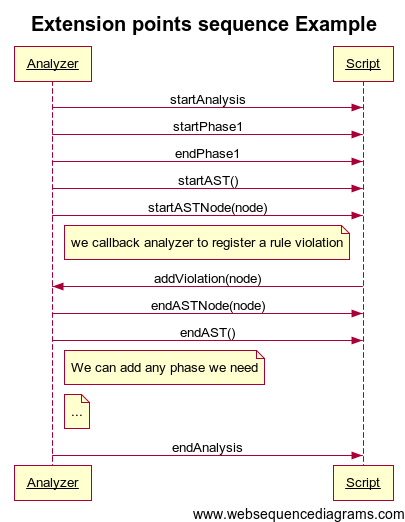 Extension points sequence Example
Analyzer Script
startAnalysis
startPhase1
endPhase1
startAST()
startASTNode(node)
we callback analyzer to register a rule violation
addViolation(node)
endASTNode(node)
endAST()
We can add any phase we need
...
endAnalysis
Analyzer Script
www.websequencediagrams.com